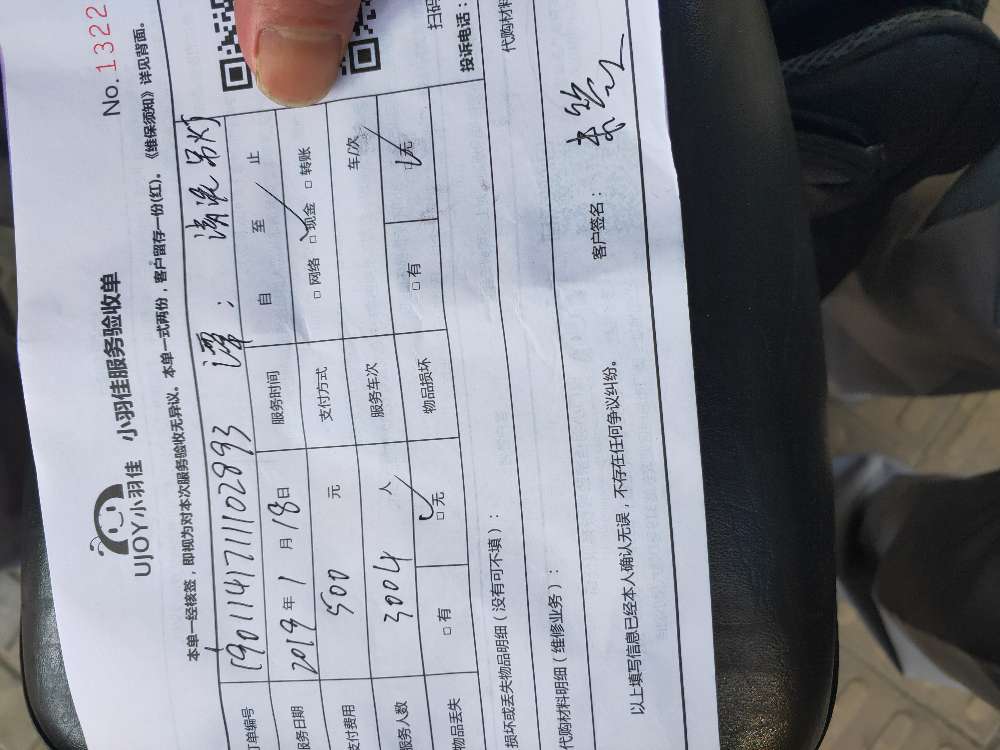 No. 1322
UJOY小羽佳 小羽佳服务验收单
本单一经核签，即视为对本次服务验收无异议。本单一式两份，客户留存一份(红)。《维保须知》详见背面。
订单编号 190114711102893 清洗吊灯
服务日期 2019年1月18日 服务时间 自 至 止
支付费用 500元 支付方式 □网络 □现金 □转账
服务人数 人 服务车次 车/次
物品丢失 □有 □无 物品损坏 □有 □无
扫码
投诉电话：
损坏或丢失物品明细（没有可不填）：
代购材料明细（维修业务）： 代购材料
客户签名：
以上填写信息已经本人确认无误，不存在任何争议纠纷。